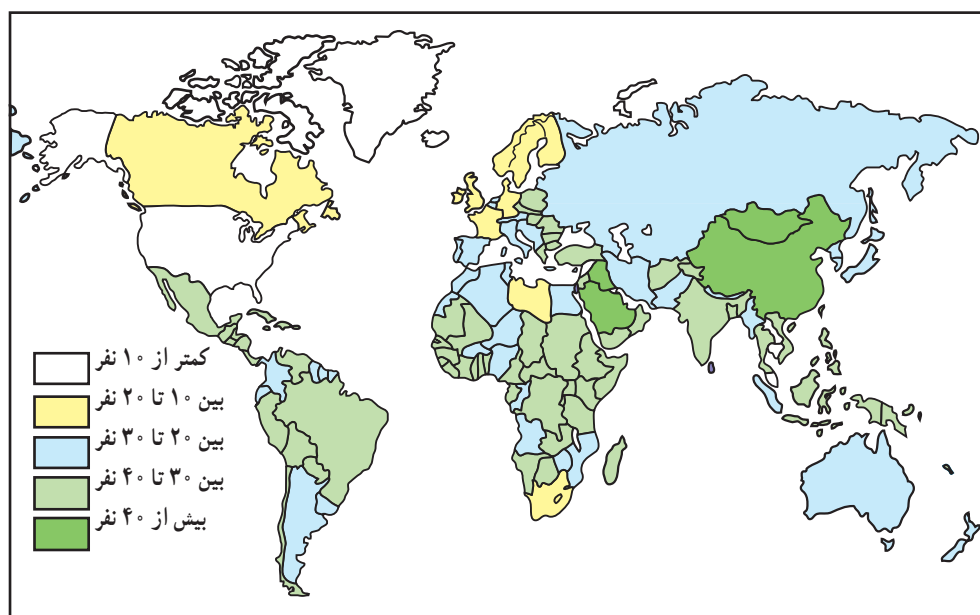 کمتر از ۱۰ نفر
بین ۱۰ تا ۲۰ نفر
بین ۲۰ تا ۳۰ نفر
بین ۳۰ تا ۴۰ نفر
بیش از ۴۰ نفر